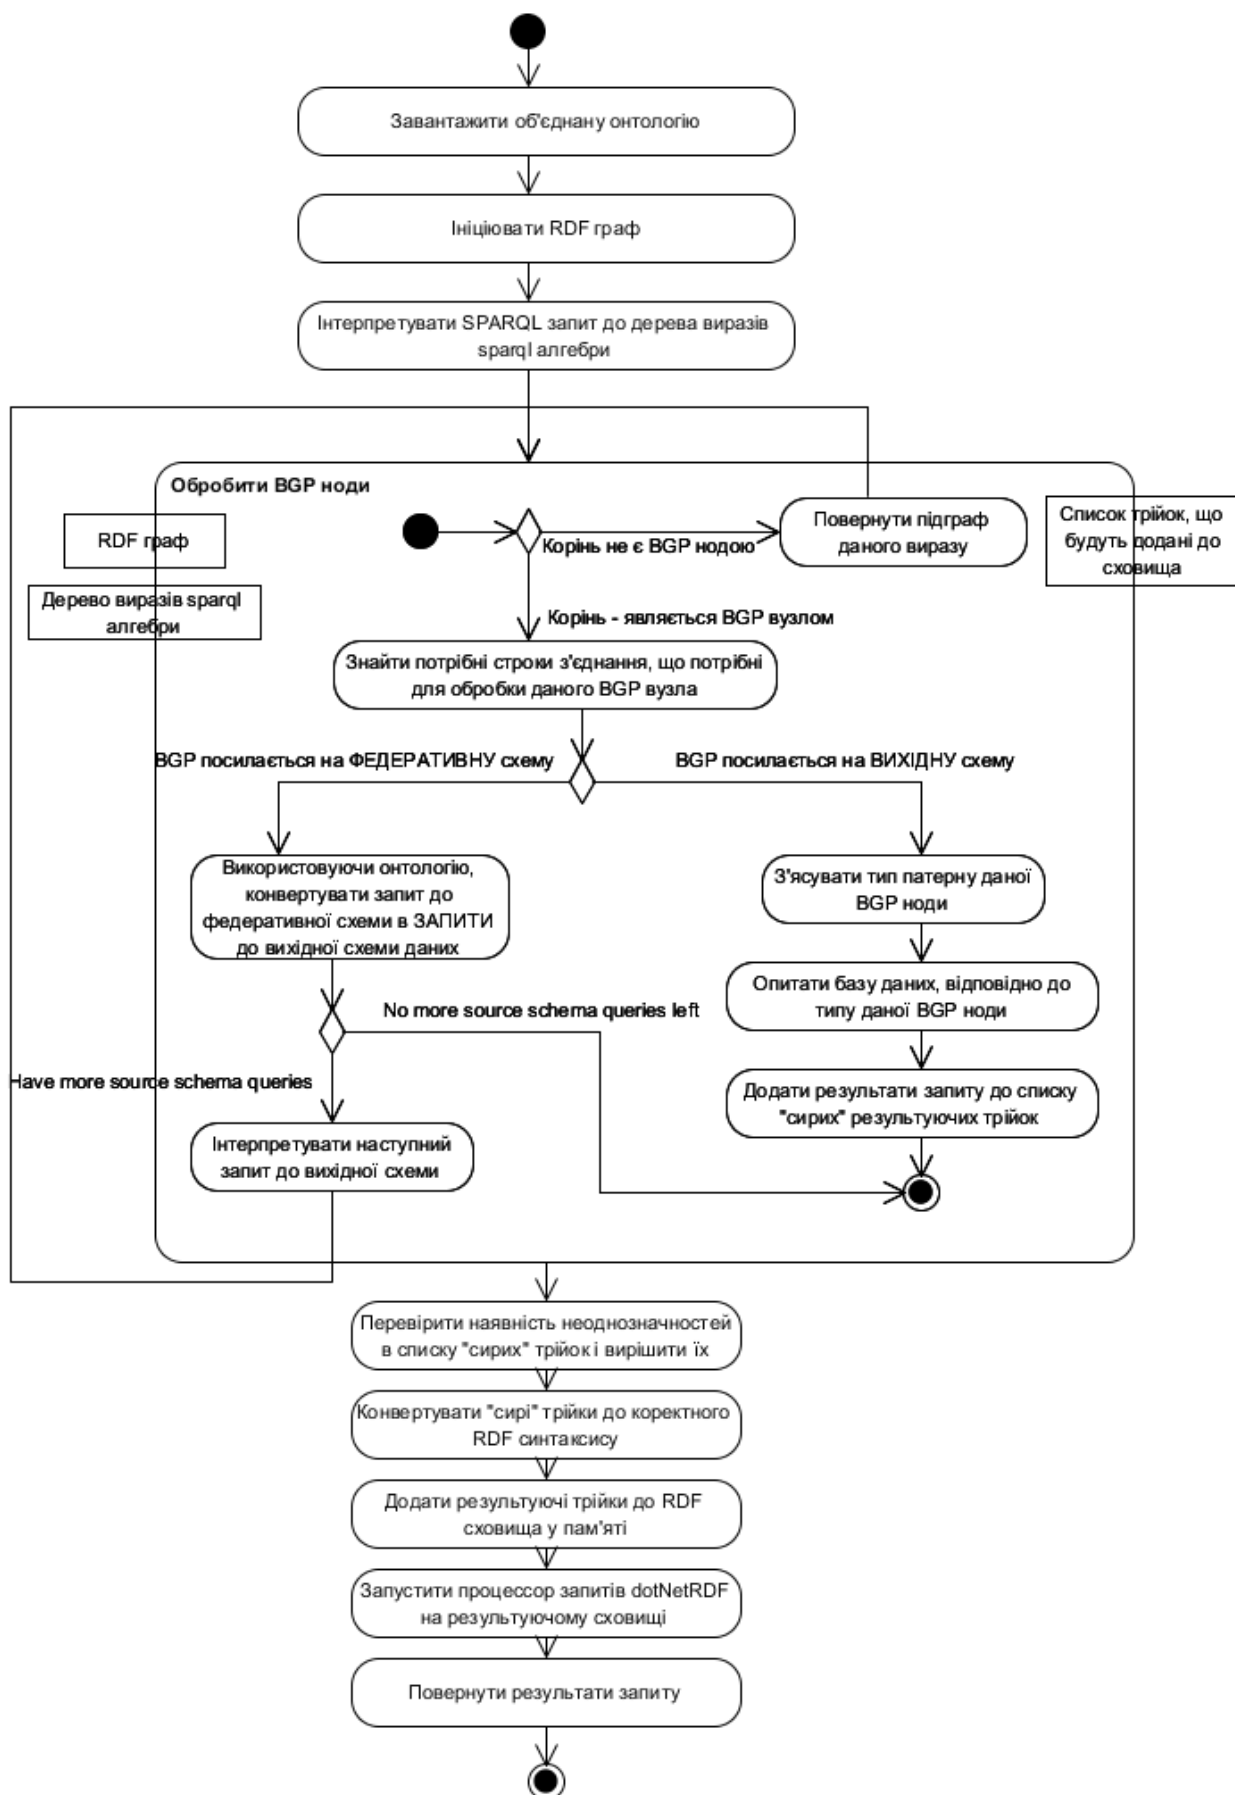 Завантажити об'єднану онтологію
Ініціювати RDF граф
Інтерпретувати SPARQL запит до дерева виразів
sparql алгебри
Обробити BGP ноди
RDF граф
Дерево виразів sparql
алгебри
Корінь не є BGP нодою
Повернути підграф
даного виразу
Список трійок, що
будуть додані до
сховища
Корінь - являється BGP вузлом
Знайти потрібні строки з'єднання, що потрібні
для обробки даного BGP вузла
BGP посилається на ФЕДЕРАТИВНУ схему
BGP посилається на ВИХІДНУ схему
Використовуючи онтологію,
конвертувати запит до
федеративної схеми в ЗАПИТИ
до вихідної схеми даних
З'ясувати тип патерну даної
BGP ноди
Опитати базу даних, відповідно до
типу даної BGP ноди
No more source schema queries left
Have more source schema queries
Додати результати запиту до списку
"сирих" результуючих трійок
Інтерпретувати наступний
запит до вихідної схеми
Перевірити наявність неоднозначностей
в списку "сирих" трійок і вирішити їх
Конвертувати "сирі" трійки до коректного
RDF синтаксису
Додати результуючі трійки до RDF
сховища у пам'яті
Запустити процессор запитів dotNetRDF
на результуючому сховищі
Повернути результати запиту